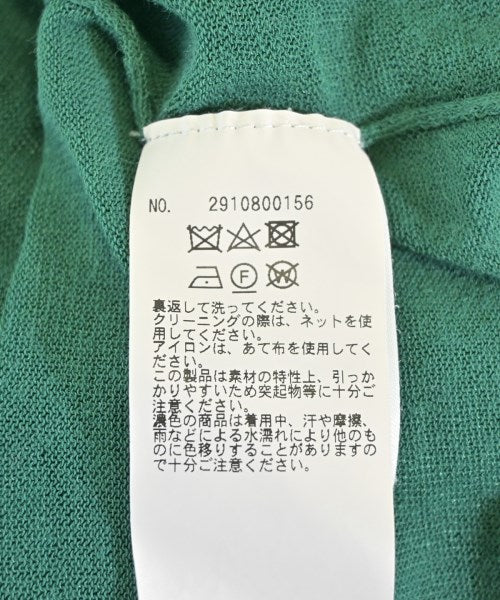 NO. 2910800156
裏返して洗ってください。
クリーニングの際は、ネットを使
用してください。
アイロンは、あて布を使用してく
ださい。
この製品は素材の特性上、引っか
かりやすいため突起物等に十分ご
注意ください。
濃色の商品は着用中、汗や摩擦、
雨などによる水濡れにより他のも
のに色移りすることがありますの
で十分ご注意ください。